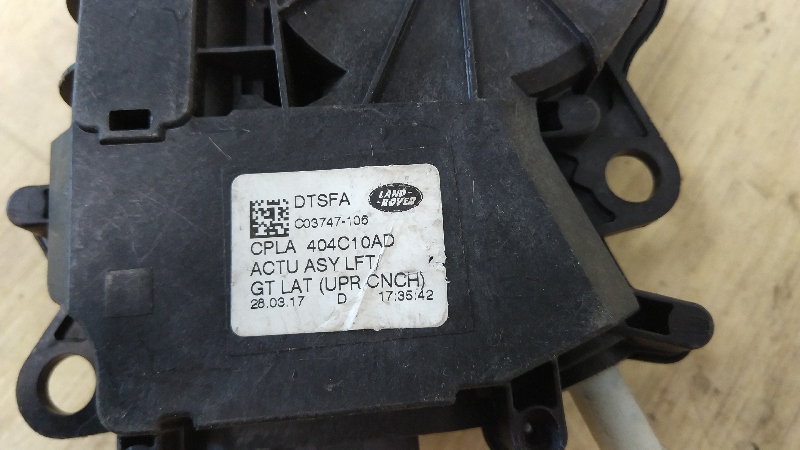 DTSFA LAND-ROVER
C03747-106
CPLA 404C10AD
ACTU ASY LFT/
GT LAT (UPR CNCH)
28.03.17 D 17:35:42